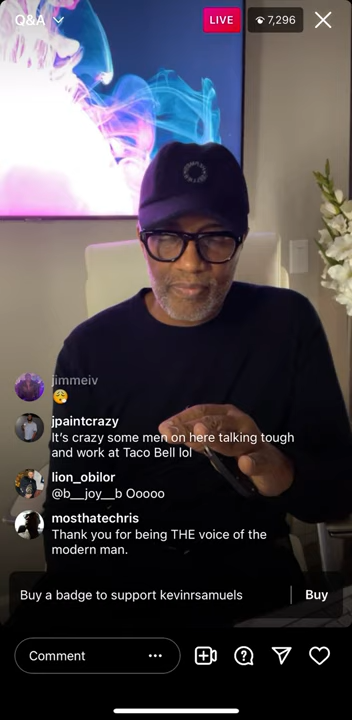 Q&A
LIVE
7,296
jimmeiv
jpaintcrazy
It's crazy some men on here talking tough
and work at Taco Bell lol
lion_obilor
@b__joy__b Ooooo
mosthatechris
Thank you for being THE voice of the
modern man.
Buy a badge to support kevinrsamuels
Buy
Comment